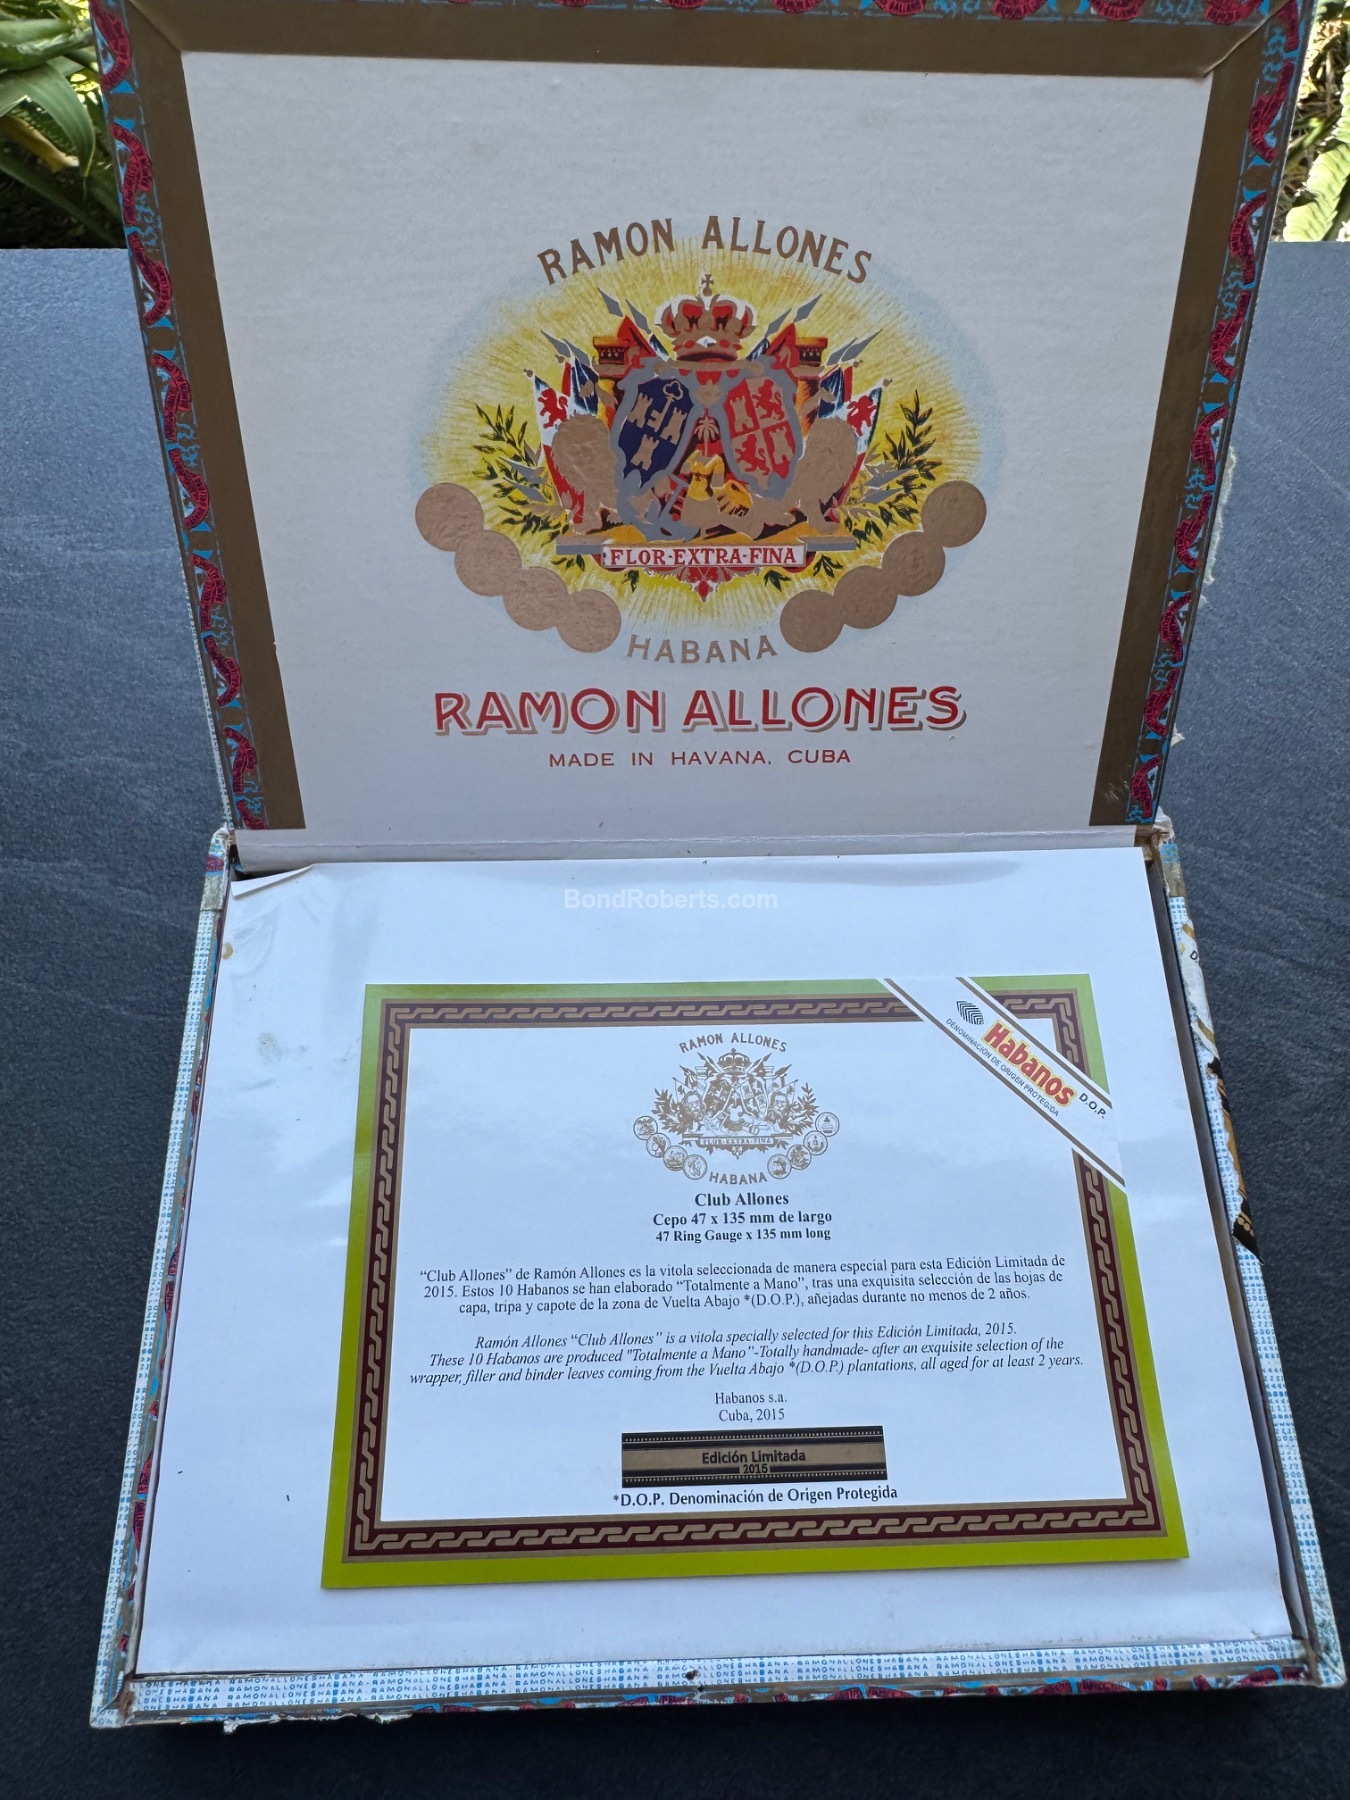 RAMON ALLONES
FLOR-EXTRA-FINA
HABANA
RAMON ALLONES
MADE IN HAVANA, CUBA
BondRoberts.com
Habanos
DENOMINACIÓN DE ORIGEN PROTEGIDA
D.O.P.
RAMON ALLONES
FLOR-EXTRA-FINA
HABANA
Club Allones
Cepo 47 x 135 mm de largo
47 Ring Gauge x 135 mm long
“Club Allones” de Ramón Allones es la vitola seleccionada de manera especial para esta Edición Limitada de
2015. Estos 10 Habanos se han elaborado “Totalmente a Mano”, tras una exquisita selección de las hojas de
capa, tripa y capote de la zona de Vuelta Abajo *(D.O.P.), añejadas durante no menos de 2 años.
Ramón Allones “Club Allones” is a vitola specially selected for this Edición Limitada, 2015.
These 10 Habanos are produced "Totalmente a Mano"-Totally handmade- after an exquisite selection of the
wrapper, filler and binder leaves coming from the Vuelta Abajo *(D.O.P.) plantations, all aged for at least 2 years.
Habanos s.a.
Cuba, 2015
Edición Limitada
2015
*D.O.P. Denominación de Origen Protegida